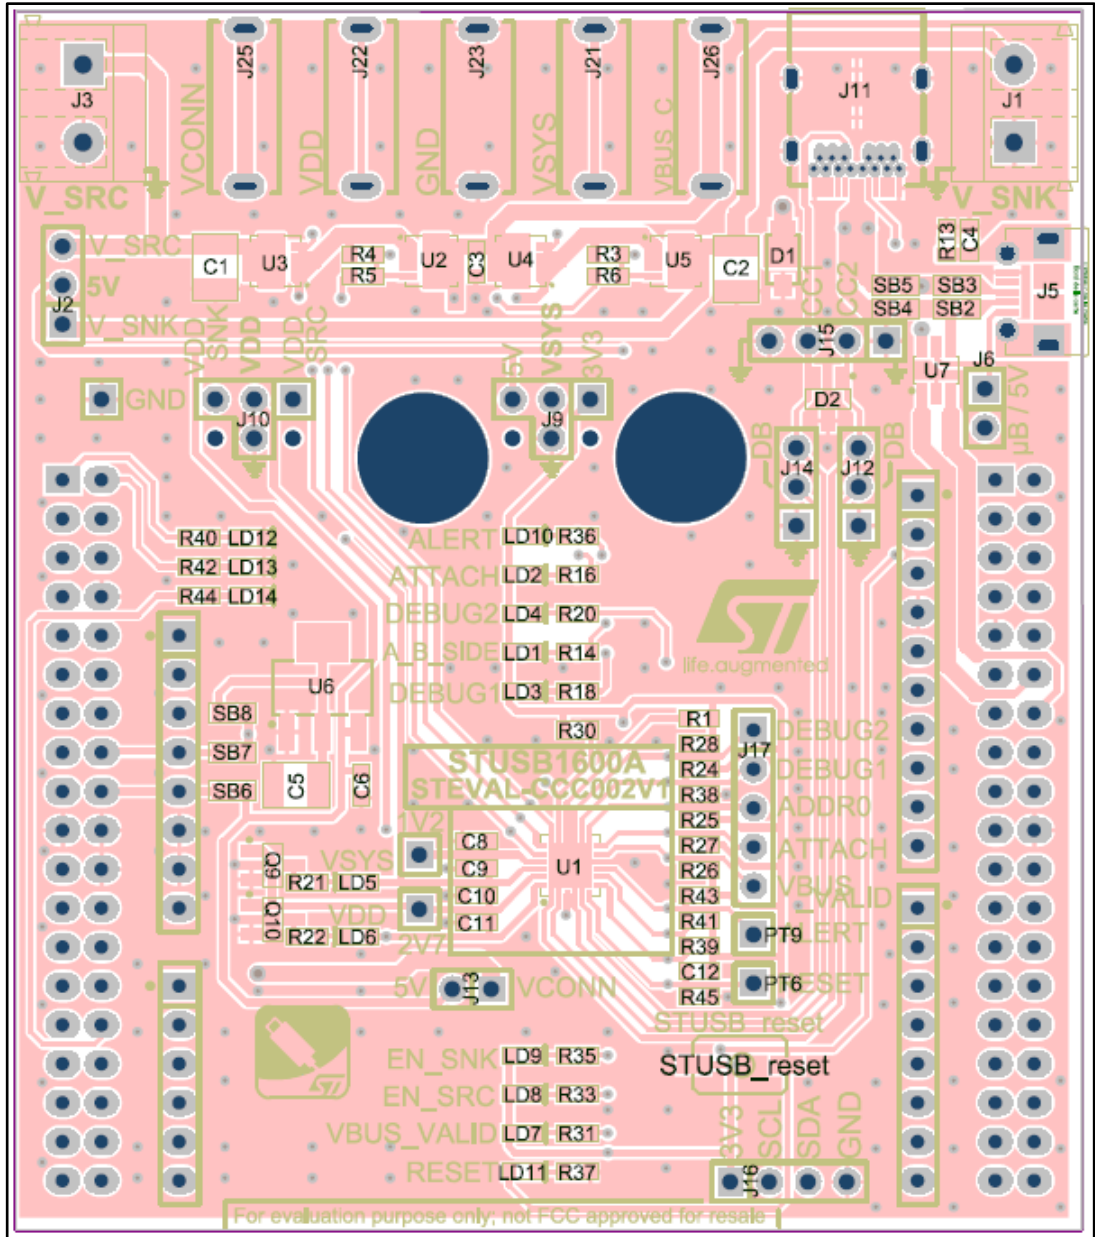 J25 J22 J23 J21 J26
J3 J11 J1
VCONN VDD GND VSYS VBUS_C
V_SRC V_SNK
V_SRC C1 U3 R4 R5 U2 C3 U4 R3 R6 U5 C2 D1 CC1 CC2 R13 C4
5V J2 SB5 SB3 J5
V_SNK SB4 SB2
VDD SNK VDD VDD SRC 5V VSYS 3V3 J15 U7 J6
GND J10 J9 D2 µB / 5V
DB J14 J12 DB
R40 LD12 ALERT LD10 R36
R42 LD13 ATTACH LD2 R16
R44 LD14 DEBUG2 LD4 R20
A_B_SIDE LD1 R14
life.augmented
U6 DEBUG1 LD3 R18
SB8 R30 R1
R28 J17 DEBUG2
SB7 STUSB1600A R24 DEBUG1
SB6 C5 C6 STEVAL-CCC002V1 R38 ADDR0
1V2 R25
VSYS C8 U1 R27 ATTACH
Q9 R21 LD5 C9 R26 VBUS
C10 R43 _VALID
Q10 VDD C11 R41
R22 LD6 2V7 R39 PT9 LERT
C12
5V J13 VCONN R45 PT6 ESET
STUSB_reset
EN_SNK LD9 R35 STUSB_reset
EN_SRC LD8 R33
VBUS_VALID LD7 R31 3V3 SCL SDA GND
RESET LD11 R37 J16
For evaluation purpose only; not FCC approved for resale